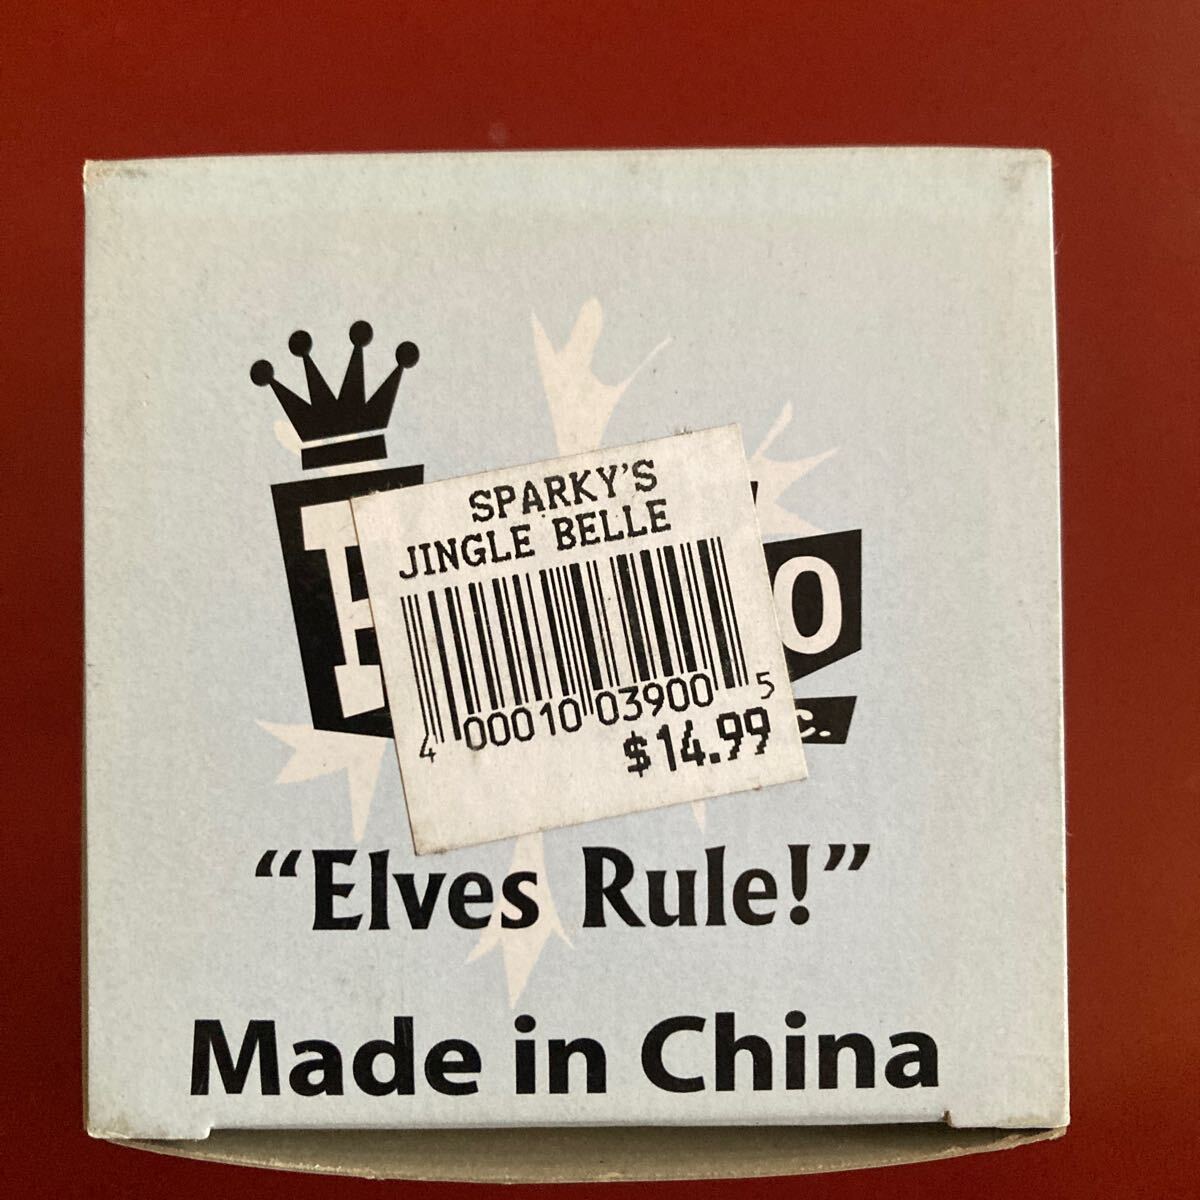 SPARKY'S
JINGLE BELLE
4 00010 03900 5
$14.99
“Elves Rule!”
Made in China